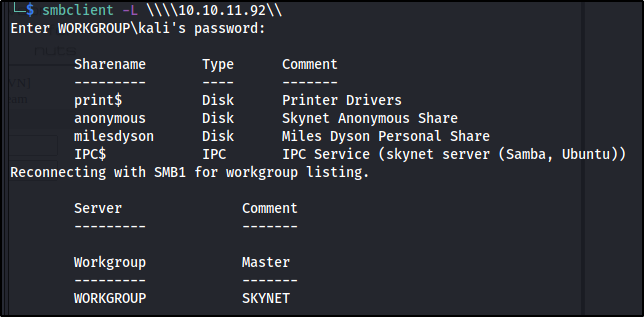 └─$ smbclient -L \\\\10.10.11.92\\
Enter WORKGROUP\kali's password:
Sharename Type Comment
--------- ---- -------
print$ Disk Printer Drivers
anonymous Disk Skynet Anonymous Share
milesdyson Disk Miles Dyson Personal Share
IPC$ IPC IPC Service (skynet server (Samba, Ubuntu))
Reconnecting with SMB1 for workgroup listing.
Server Comment
--------- -------
Workgroup Master
--------- -------
WORKGROUP SKYNET